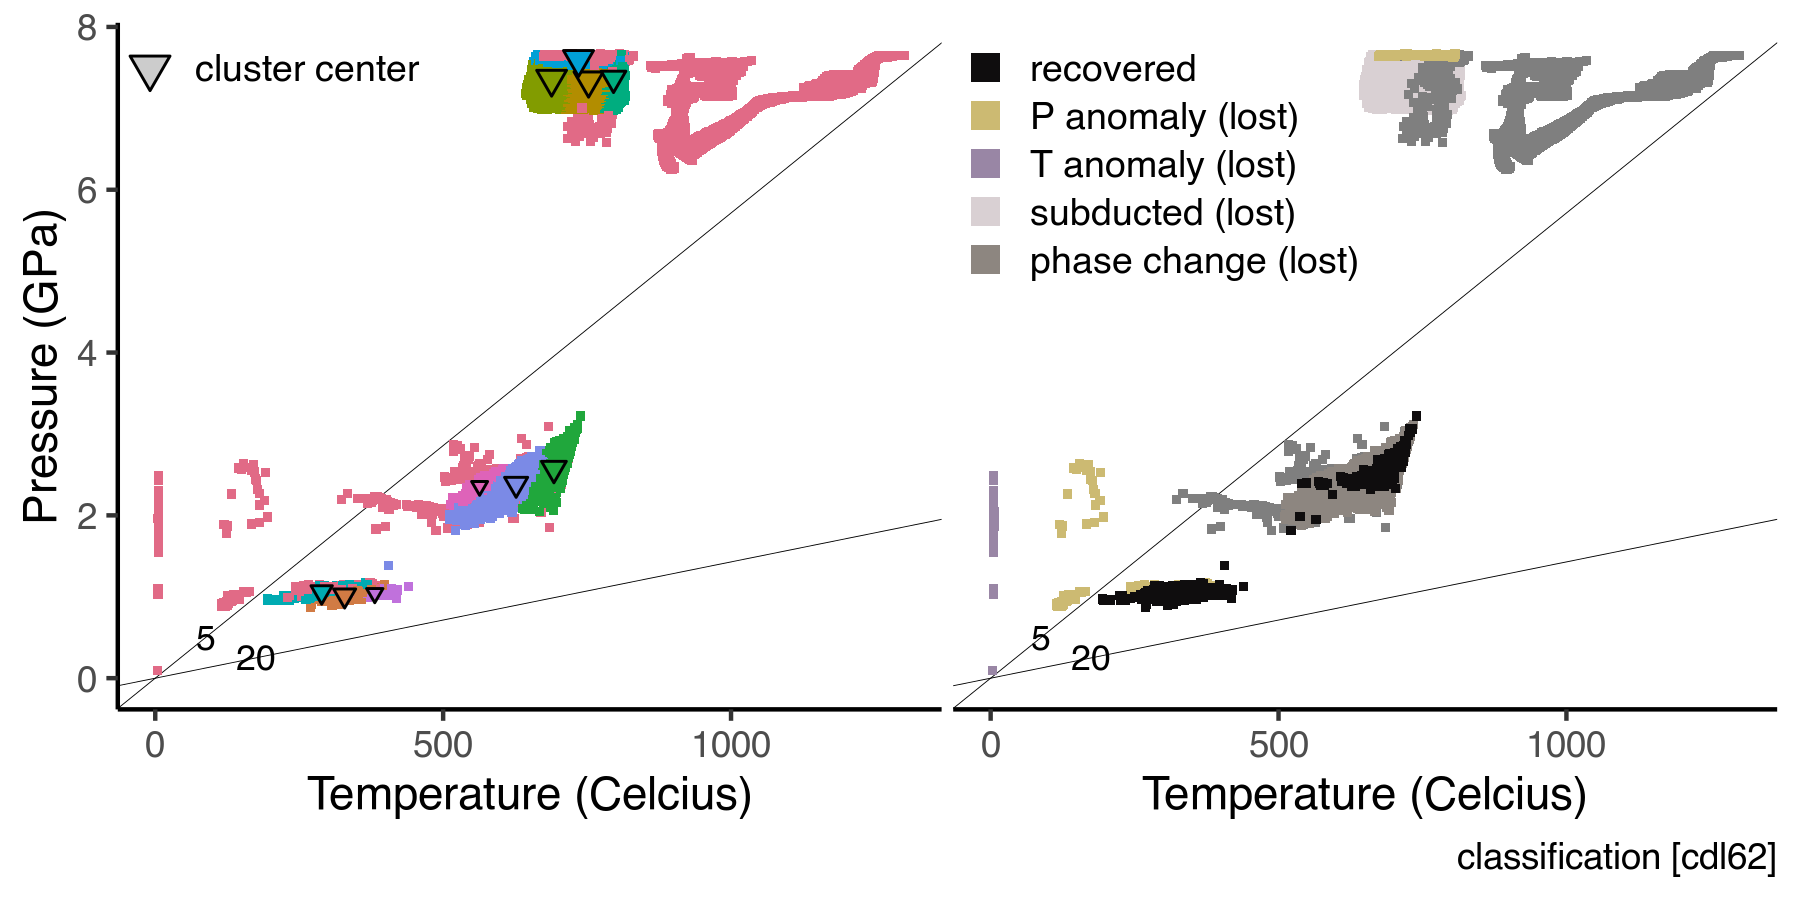 8
6
4
2
0
Pressure (GPa)
cluster center
5
20
0
500
1000
Temperature (Celcius)
recovered
P anomaly (lost)
T anomaly (lost)
subducted (lost)
phase change (lost)
5
20
0
500
1000
Temperature (Celcius)
classification [cdl62]